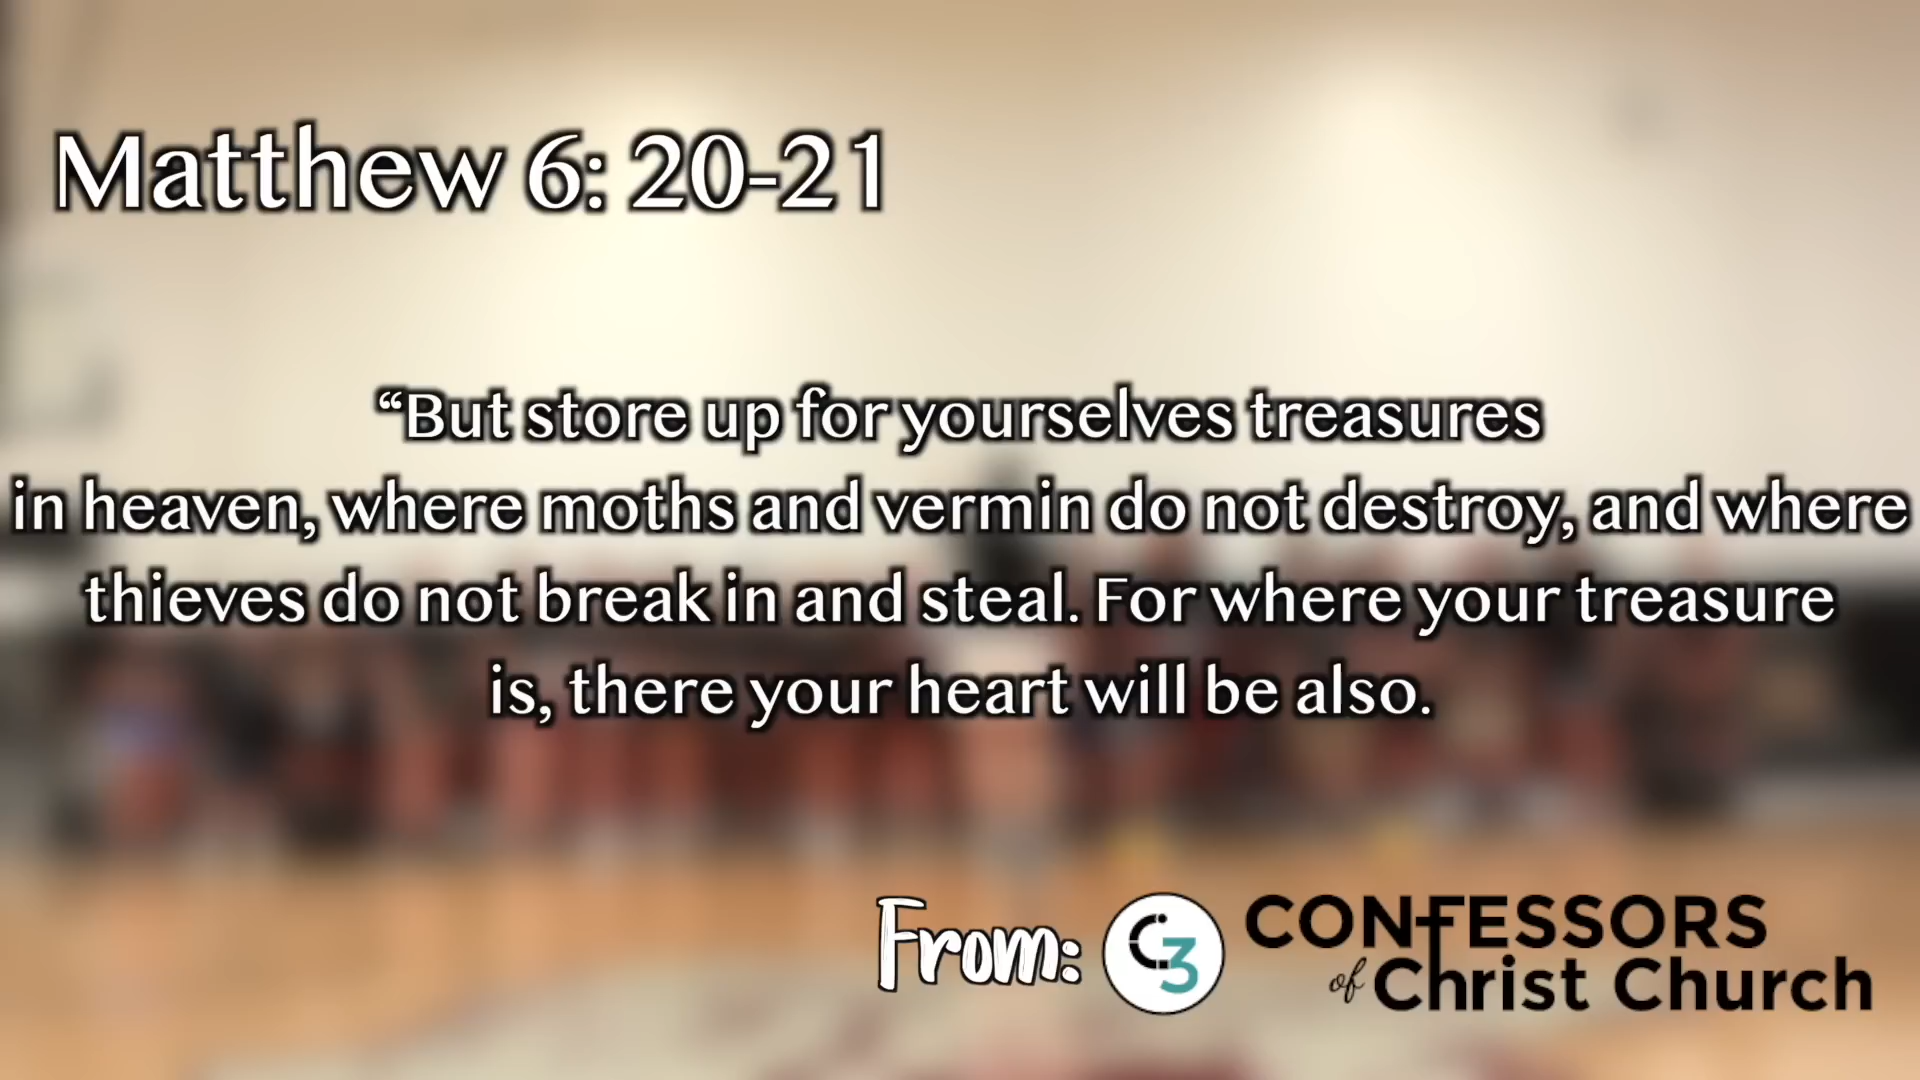 Matthew 6: 20-21
“But store up for yourselves treasures
in heaven, where moths and vermin do not destroy, and where
thieves do not break in and steal. For where your treasure
is, there your heart will be also.
From: C3 CONFESSORS
of Christ Church